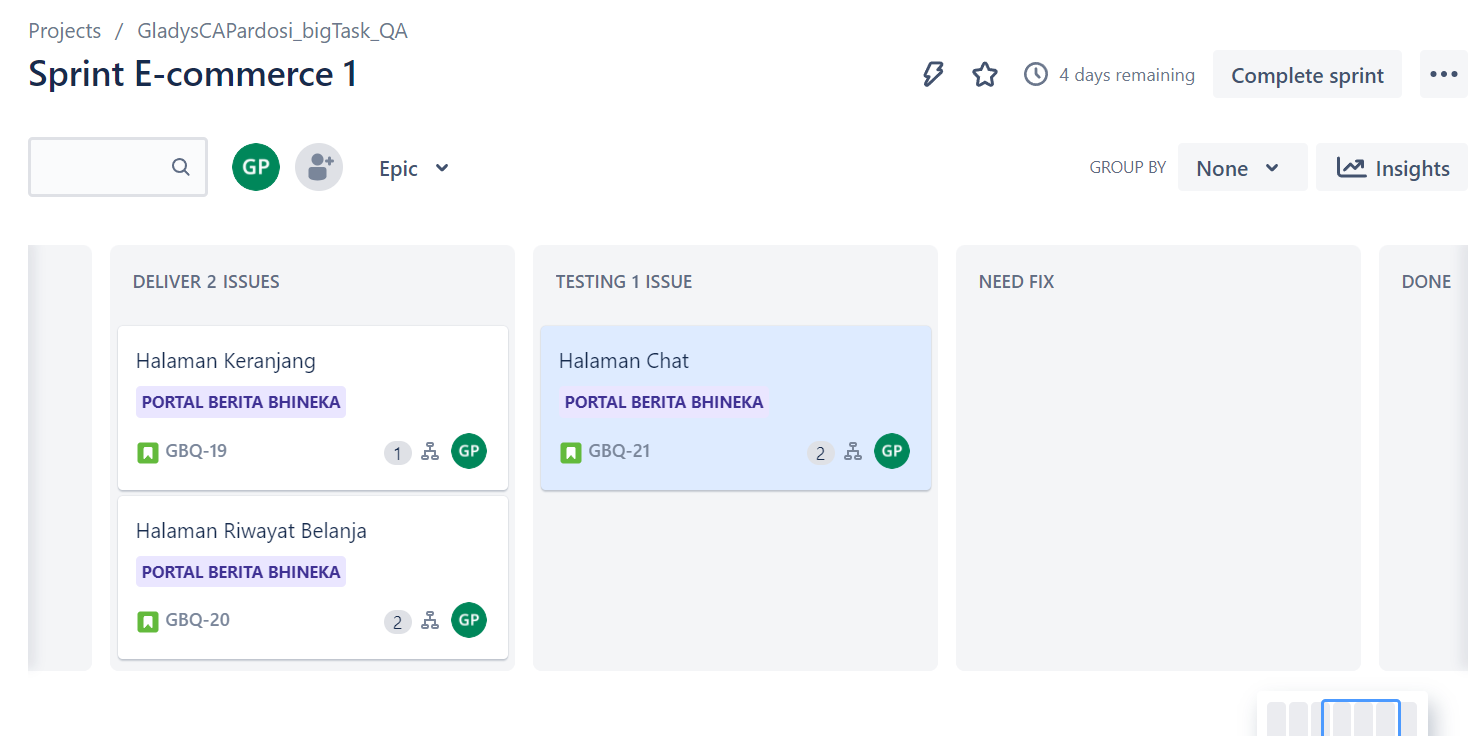 Projects / GladysCAPardosi_bigTask_QA
Sprint E-commerce 1
4 days remaining
Complete sprint
GP
Epic
GROUP BY
None
Insights
DELIVER 2 ISSUES
Halaman Keranjang
PORTAL BERITA BHINEKA
GBQ-19
1
GP
Halaman Riwayat Belanja
PORTAL BERITA BHINEKA
GBQ-20
2
GP
TESTING 1 ISSUE
Halaman Chat
PORTAL BERITA BHINEKA
GBQ-21
2
GP
NEED FIX
DONE